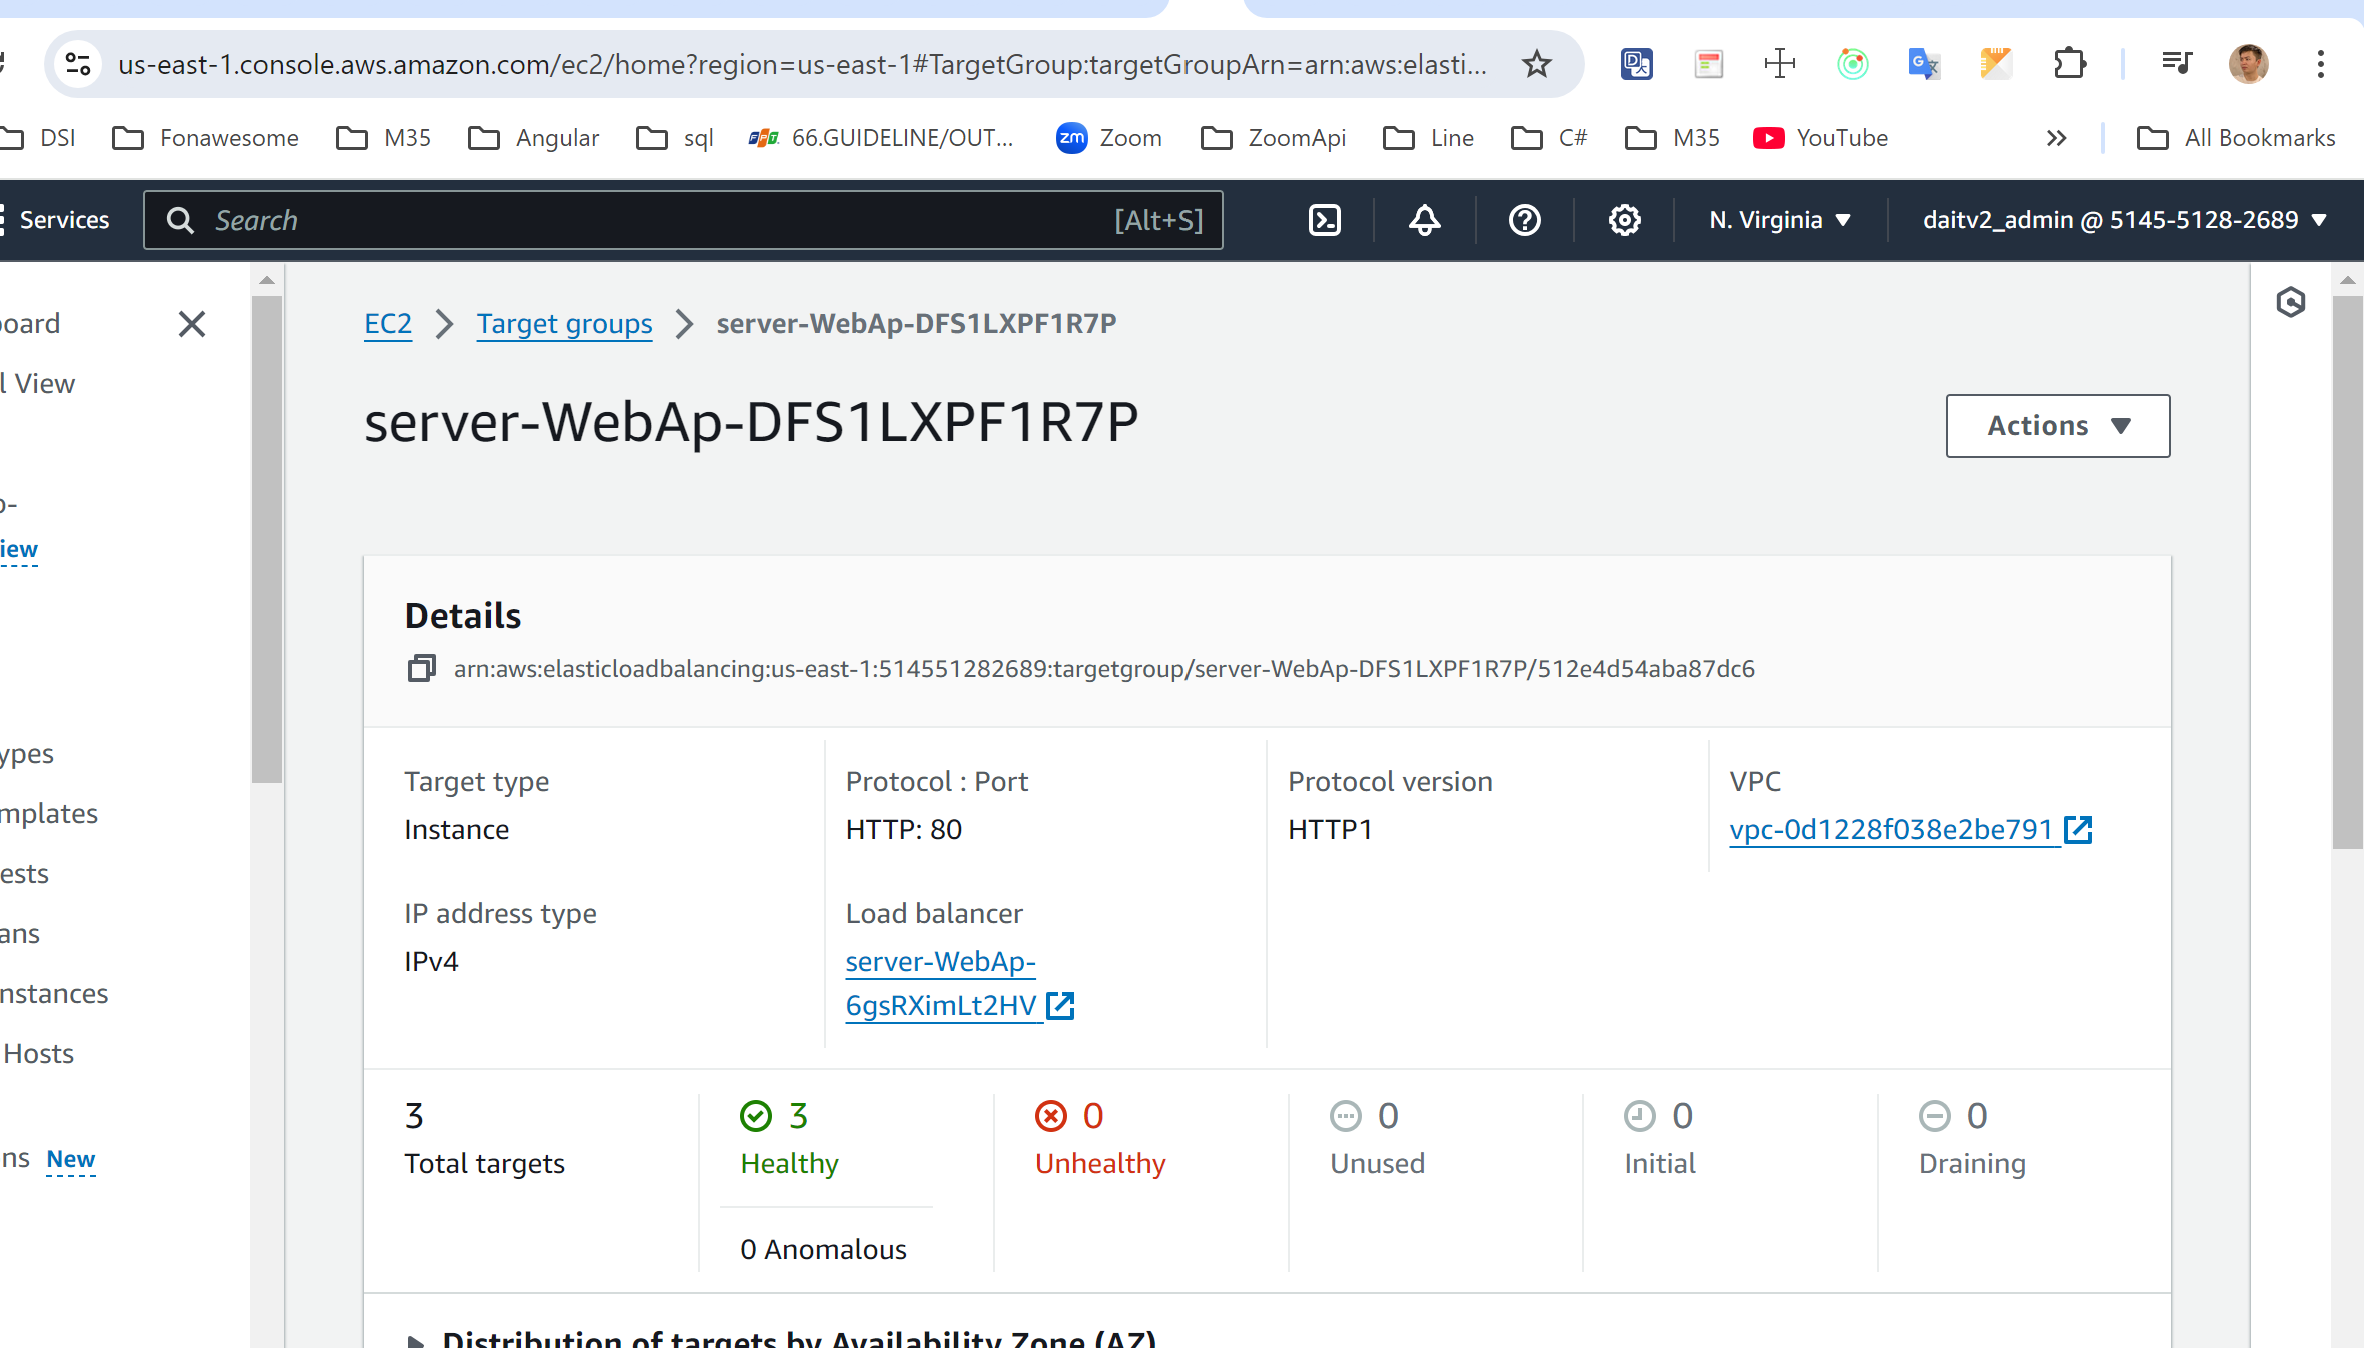 us-east-1.console.aws.amazon.com/ec2/home?region=us-east-1#TargetGroup:targetGroupArn=arn:aws:elasti...
DSI Fonawesome M35 Angular sql FPT 66.GUIDELINE/OUT... zm Zoom ZoomApi Line C# M35 YouTube All Bookmarks
Services Search [Alt+S] N. Virginia daitv2_admin @ 5145-5128-2689
oard
l View
o-
iew
ypes
mplates
ests
ans
nstances
Hosts
ns New
EC2 Target groups server-WebAp-DFS1LXPF1R7P
server-WebAp-DFS1LXPF1R7P
Actions
Details
arn:aws:elasticloadbalancing:us-east-1:514551282689:targetgroup/server-WebAp-DFS1LXPF1R7P/512e4d54aba87dc6
Target type
Instance
Protocol : Port
HTTP: 80
Protocol version
HTTP1
VPC
vpc-0d1228f038e2be791
IP address type
IPv4
Load balancer
server-WebAp-
6gsRXimLt2HV
3
Total targets
3
Healthy
0 Anomalous
0
Unhealthy
0
Unused
0
Initial
0
Draining
Distribution of targets by Availability Zone (AZ)